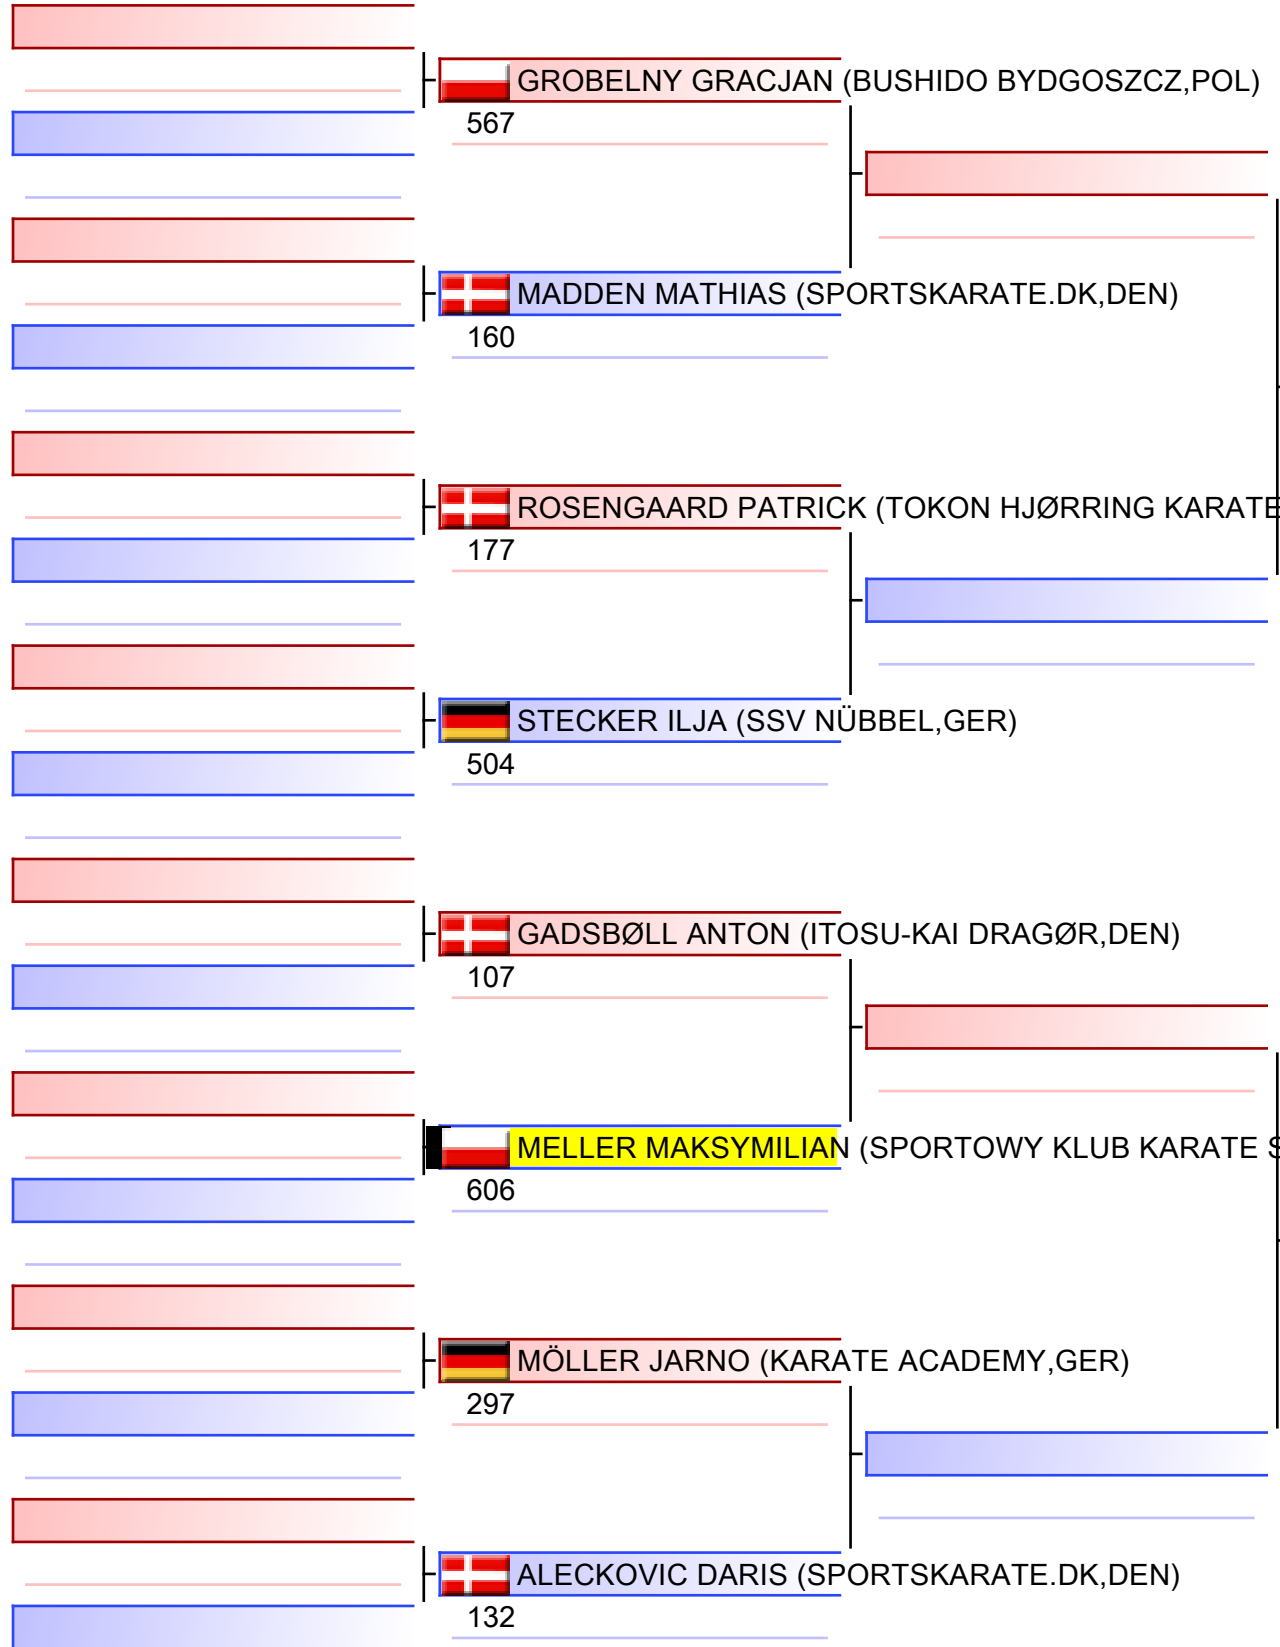 GROBELNY GRACJAN (BUSHIDO BYDGOSZCZ,POL)
567
MADDEN MATHIAS (SPORTSKARATE.DK,DEN)
160
ROSENGAARD PATRICK (TOKON HJØRRING KARATE
177
STECKER ILJA (SSV NÜBBEL,GER)
504
GADSBØLL ANTON (ITOSU-KAI DRAGØR,DEN)
107
MELLER MAKSYMILIAN (SPORTOWY KLUB KARATE
606
MÖLLER JARNO (KARATE ACADEMY,GER)
297
ALECKOVIC DARIS (SPORTSKARATE.DK,DEN)
132